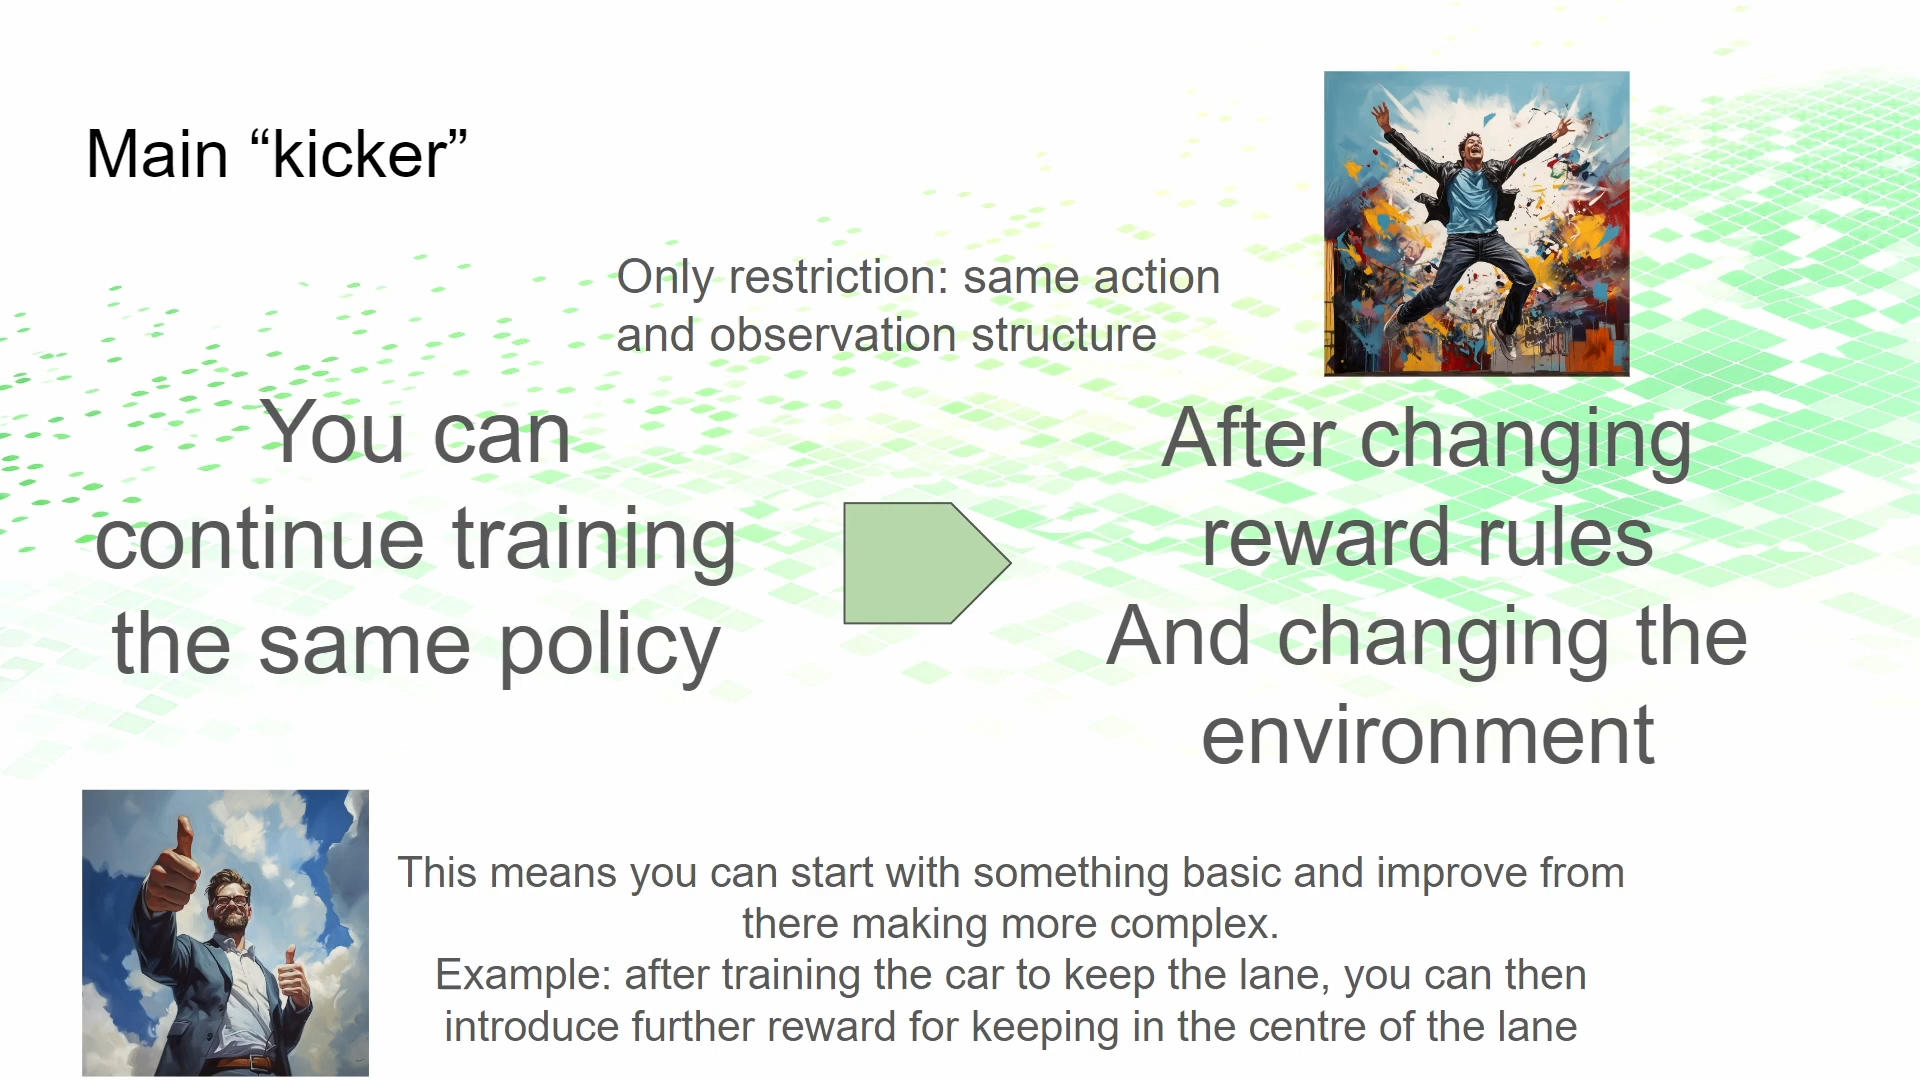 Main “kicker”
Only restriction: same action
and observation structure
You can
continue training
the same policy
After changing
reward rules
And changing the
environment
This means you can start with something basic and improve from
there making more complex.
Example: after training the car to keep the lane, you can then
introduce further reward for keeping in the centre of the lane